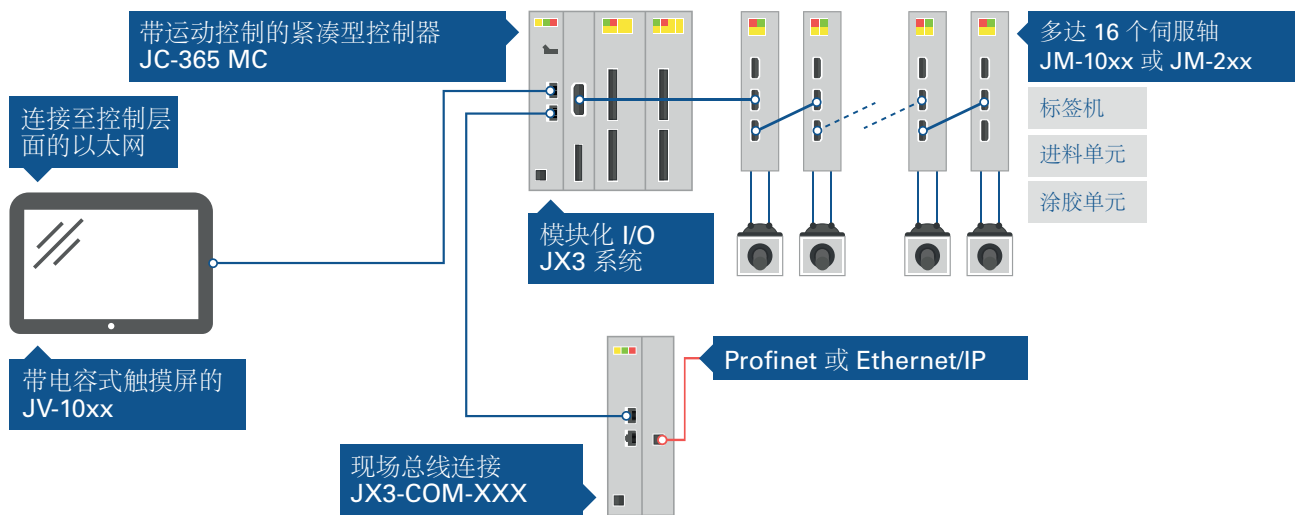 带运动控制的紧凑型控制器
JC-365 MC
多达 16 个伺服轴
JM-10xx 或 JM-2xx
标签机
进料单元
涂胶单元
连接至控制层
面的以太网
模块化 I/O
JX3 系统
带电容式触摸屏的
JV-10xx
Profinet 或 Ethernet/IP
现场总线连接
JX3-COM-XXX